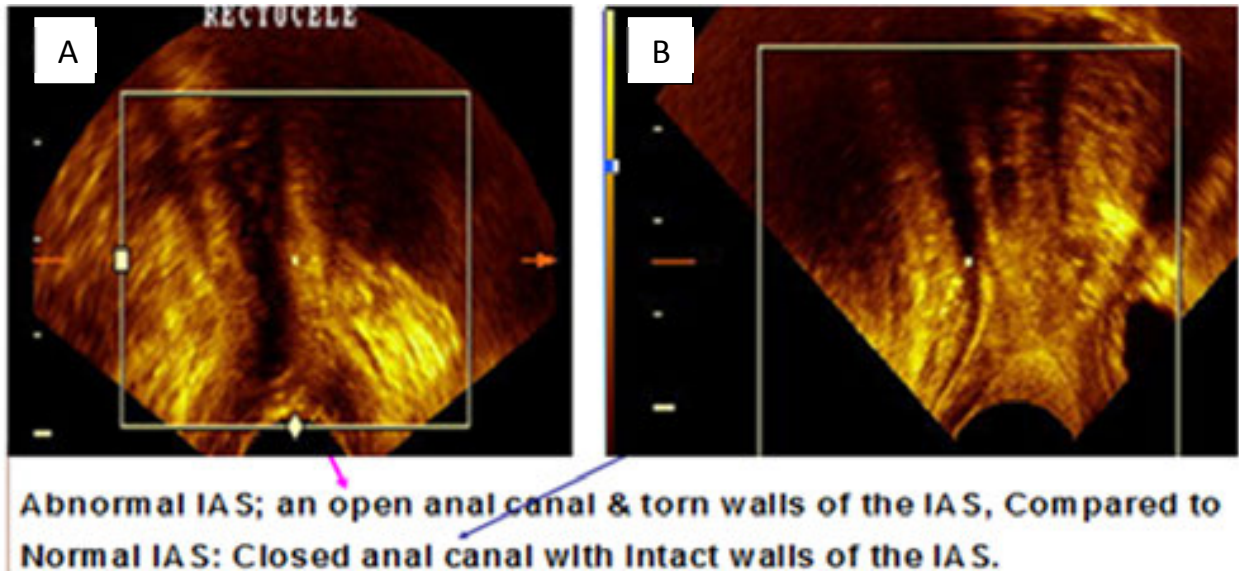 RECTOCELE
A
B
Abnormal IAS; an open anal canal & torn walls of the IAS, Compared to
Normal IAS: Closed anal canal with Intact walls of the IAS.